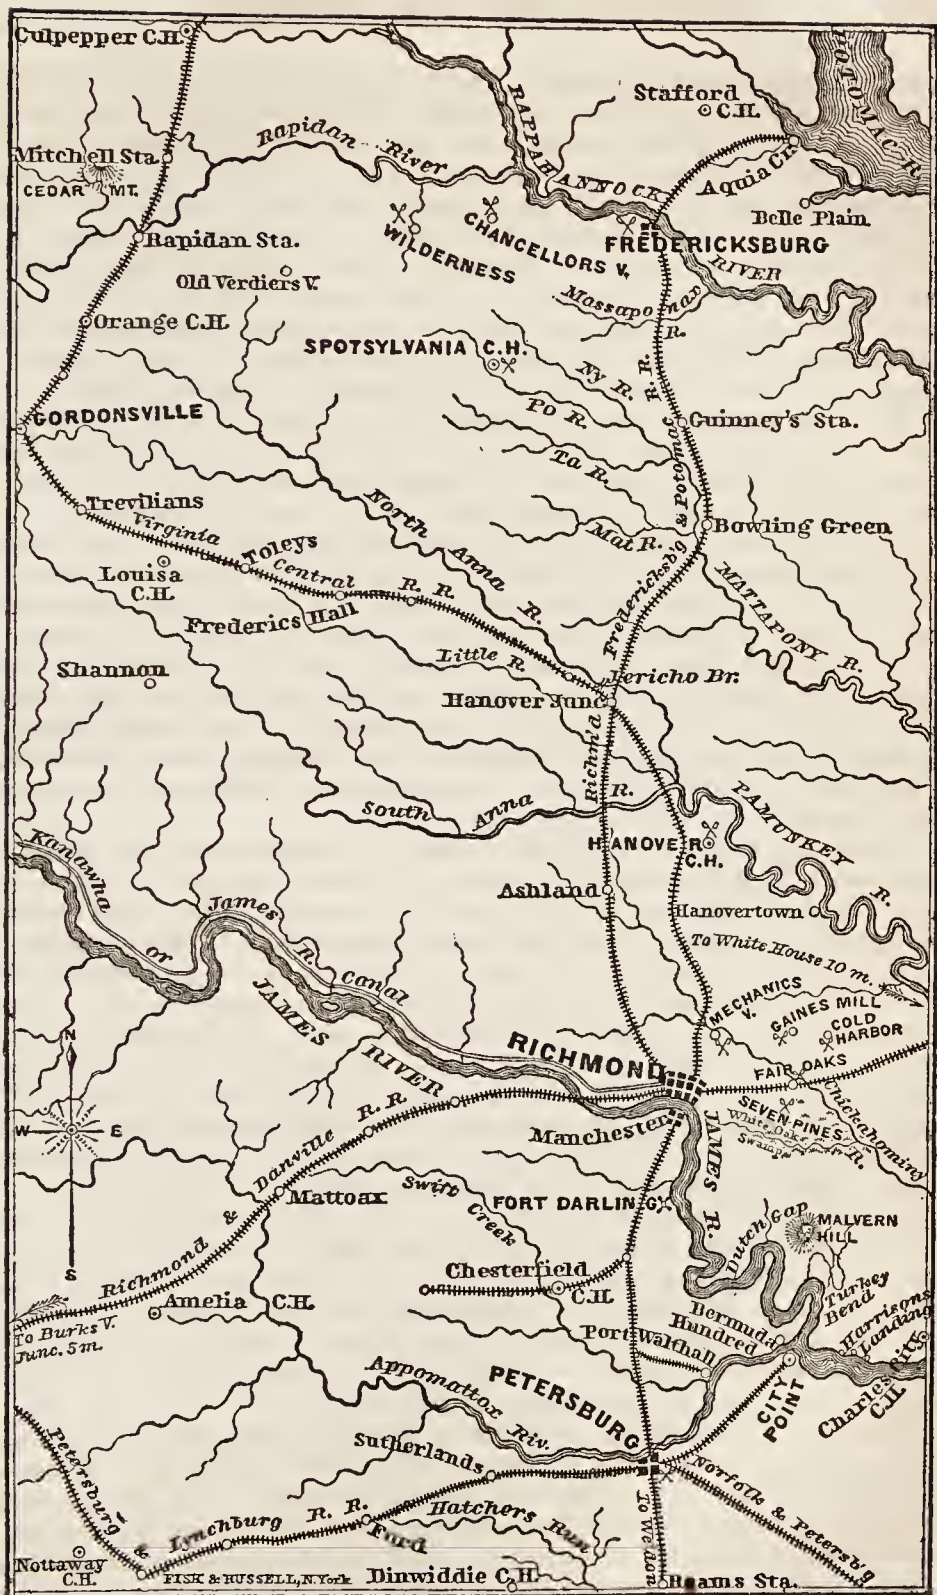 Culpepper C.H.
POTOMAC R.
Stafford
C.H.
RAPPAHANNOCK
RIVER
Rapidan River
Mitchell Sta.
CEDAR MT.
Aquia Cr.
Belle Plain
Rapidan Sta.
WILDERNESS
CHANCELLORS V.
FREDERICKSBURG
Old Verdiers V.
Massaponax
R.
Orange C.H.
SPOTSYLVANIA C.H.
Ny R.
Po R.
Ta R.
Mat R.
GORDONSVILLE
Guinney's Sta.
Trevilians
Bowling Green
Virginia Central R. R.
Toleys
Louisa
C.H.
North Anna R.
Richm'd Fredericksb'g & Potomac R. R.
MATTAPONY R.
Frederics Hall
Little R.
Shannon
Jericho Br.
Hanover Junc.
South Anna R.
PAMUNKEY R.
HANOVER
C.H.
Kanawha or James R. Canal
Ashland
Hanovertown
To White House 10 m.
JAMES RIVER
MECHANICS
V.
GAINES MILL
COLD
HARBOR
RICHMOND
FAIR OAKS
N
W E
S
Manchester
SEVEN PINES
White Oaks
Swamp
Chickahominy
R.
Richmond & Danville R. R.
Mattoax
Swift
Creek
FORT DARLING
JAMES R.
Dutch Gap
MALVERN
HILL
Chesterfield
C.H.
Turkey
Bend
Amelia C.H.
To Burks V.
Junc. 5 m.
Bermuda
Hundred
Harrisons
Landing
Port Walthall
Charles City
C.H.
CITY
POINT
Appomattox Riv.
PETERSBURG
Sutherlands
Petersburg & Lynchburg R. R.
Norfolk & Petersb'g
To Weldon
Hatchers Run
Ford
Nottaway
C.H.
FISK & RUSSELL, N.York
Dinwiddie C.H.
Reams Sta.